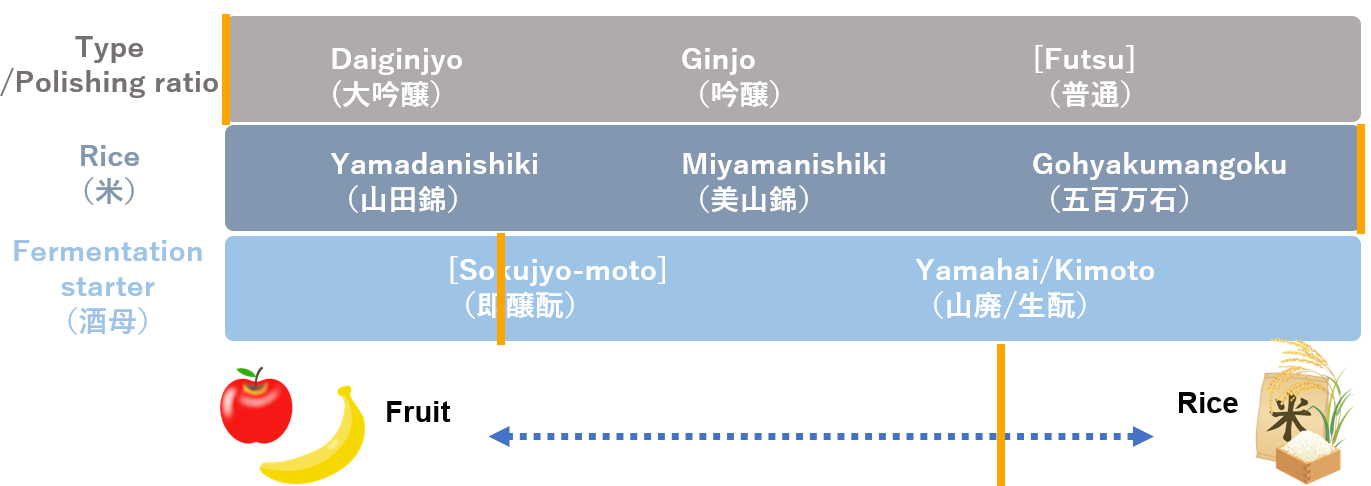 Type
/Polishing ratio
Daiginjyo
（大吟醸）
Ginjo
（吟醸）
[Futsu]
（普通）
Rice
（米）
Yamadanishiki
（山田錦）
Miyamanishiki
（美山錦）
Gohyakumangoku
（五百万石）
Fermentation
starter
（酒母）
[Sokujyo-moto]
（即醸酛）
Yamahai/Kimoto
（山廃/生酛）
Fruit
Rice
米